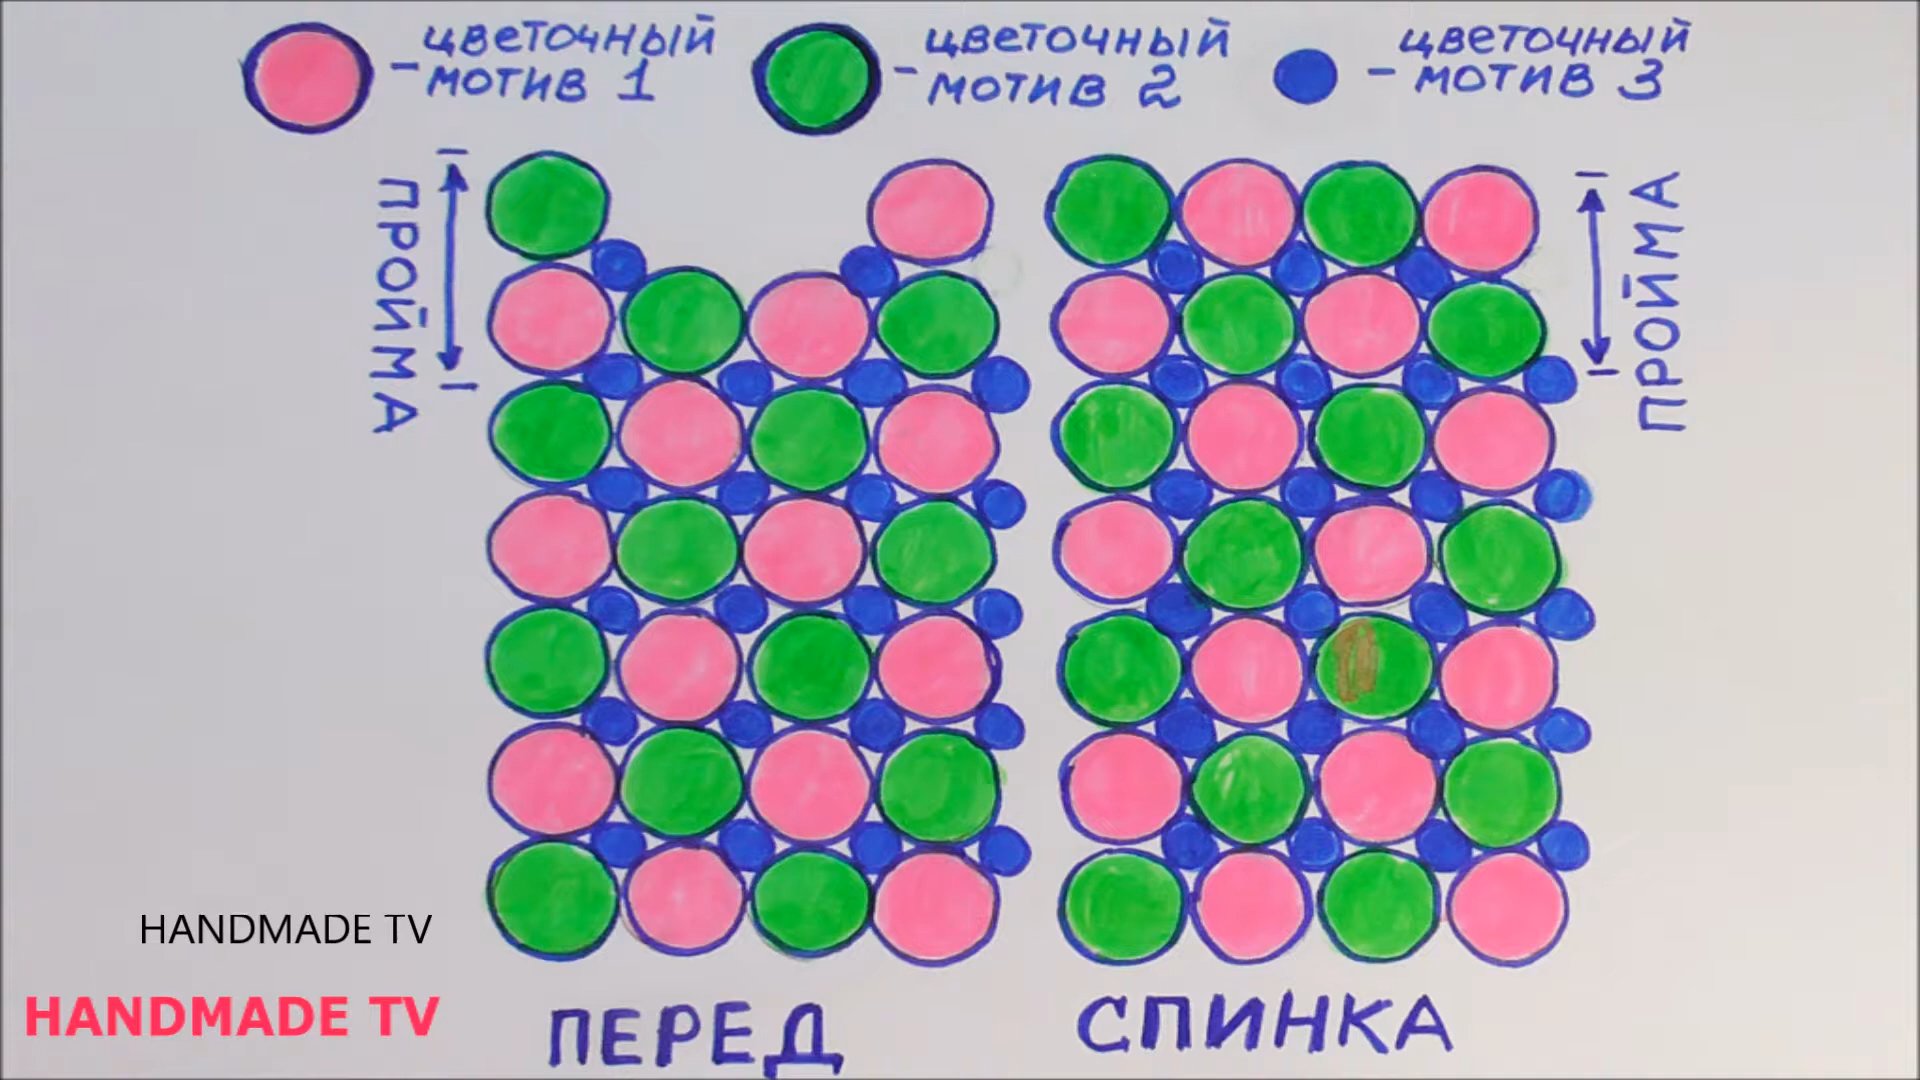 – цветочный
мотив 1
– цветочный
мотив 2
– цветочный
мотив 3
ПРОЙМА
ПРОЙМА
HANDMADE TV
HANDMADE TV
ПЕРЕД
СПИНКА